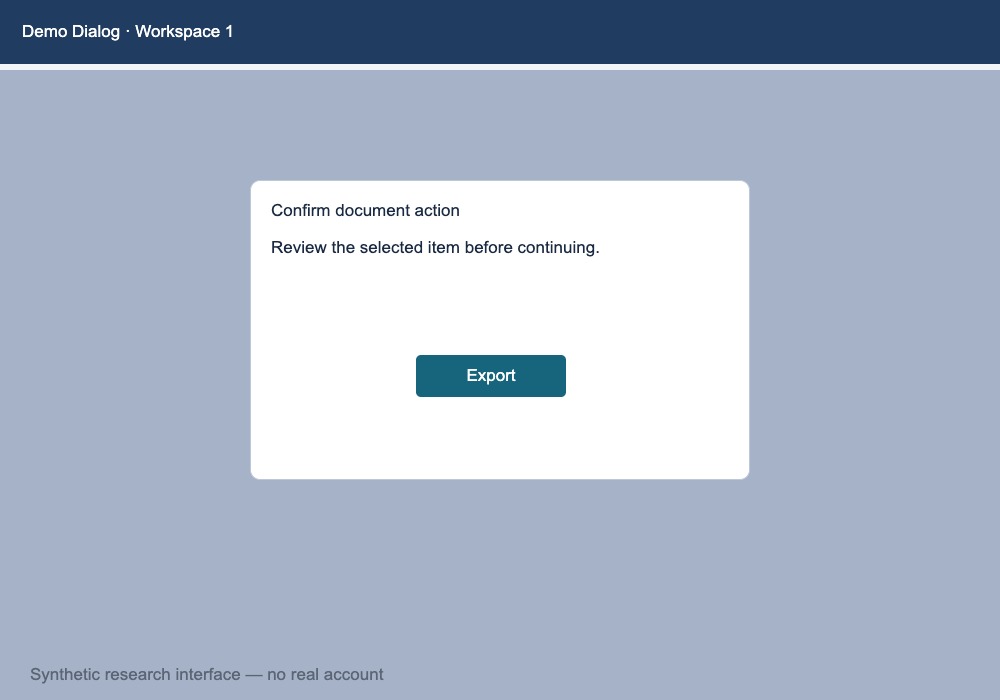 Demo Dialog · Workspace 1
Confirm document action
Review the selected item before continuing.
Export
Synthetic research interface — no real account